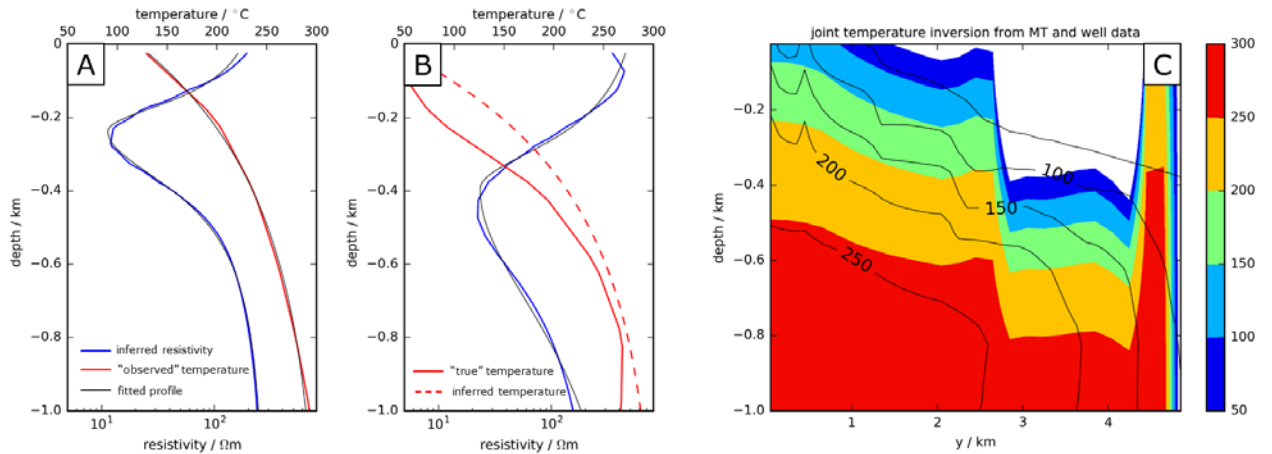 temperature / °C
50 100 150 200 250 300
A
0
−0.2
−0.4
−0.6
−0.8
−1.0
depth / km
inferred resistivity
"observed" temperature
fitted profile
10¹ 10²
resistivity / Ωm
temperature / °C
50 100 150 200 250 300
B
0
−0.2
−0.4
−0.6
−0.8
−1.0
depth / km
"true" temperature
inferred temperature
10¹ 10²
resistivity / Ωm
joint temperature inversion from MT and well data
C
0
−0.2
−0.4
−0.6
−0.8
−1.0
depth / km
100
150
200
250
1 2 3 4
y / km
300
250
200
150
100
50